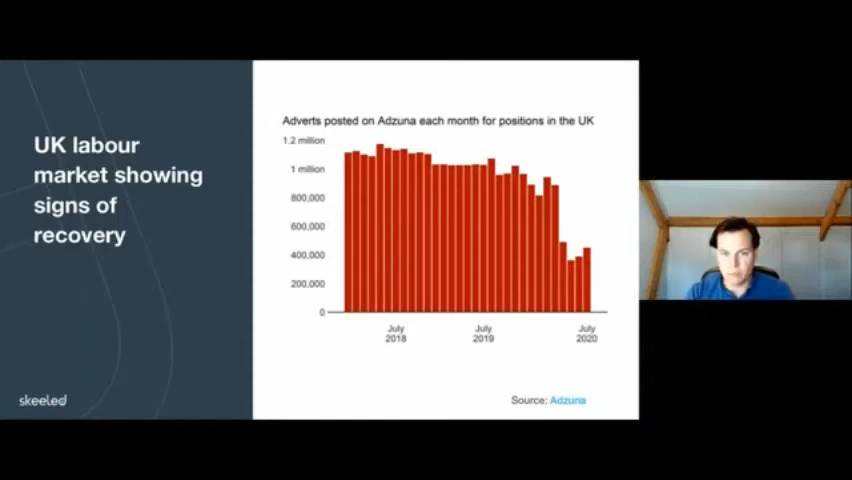 UK labour
market showing
signs of
recovery
skeeled
Adverts posted on Adzuna each month for positions in the UK
1.2 million
1 million
800,000
600,000
400,000
200,000
0
July
2018
July
2019
July
2020
Source: Adzuna